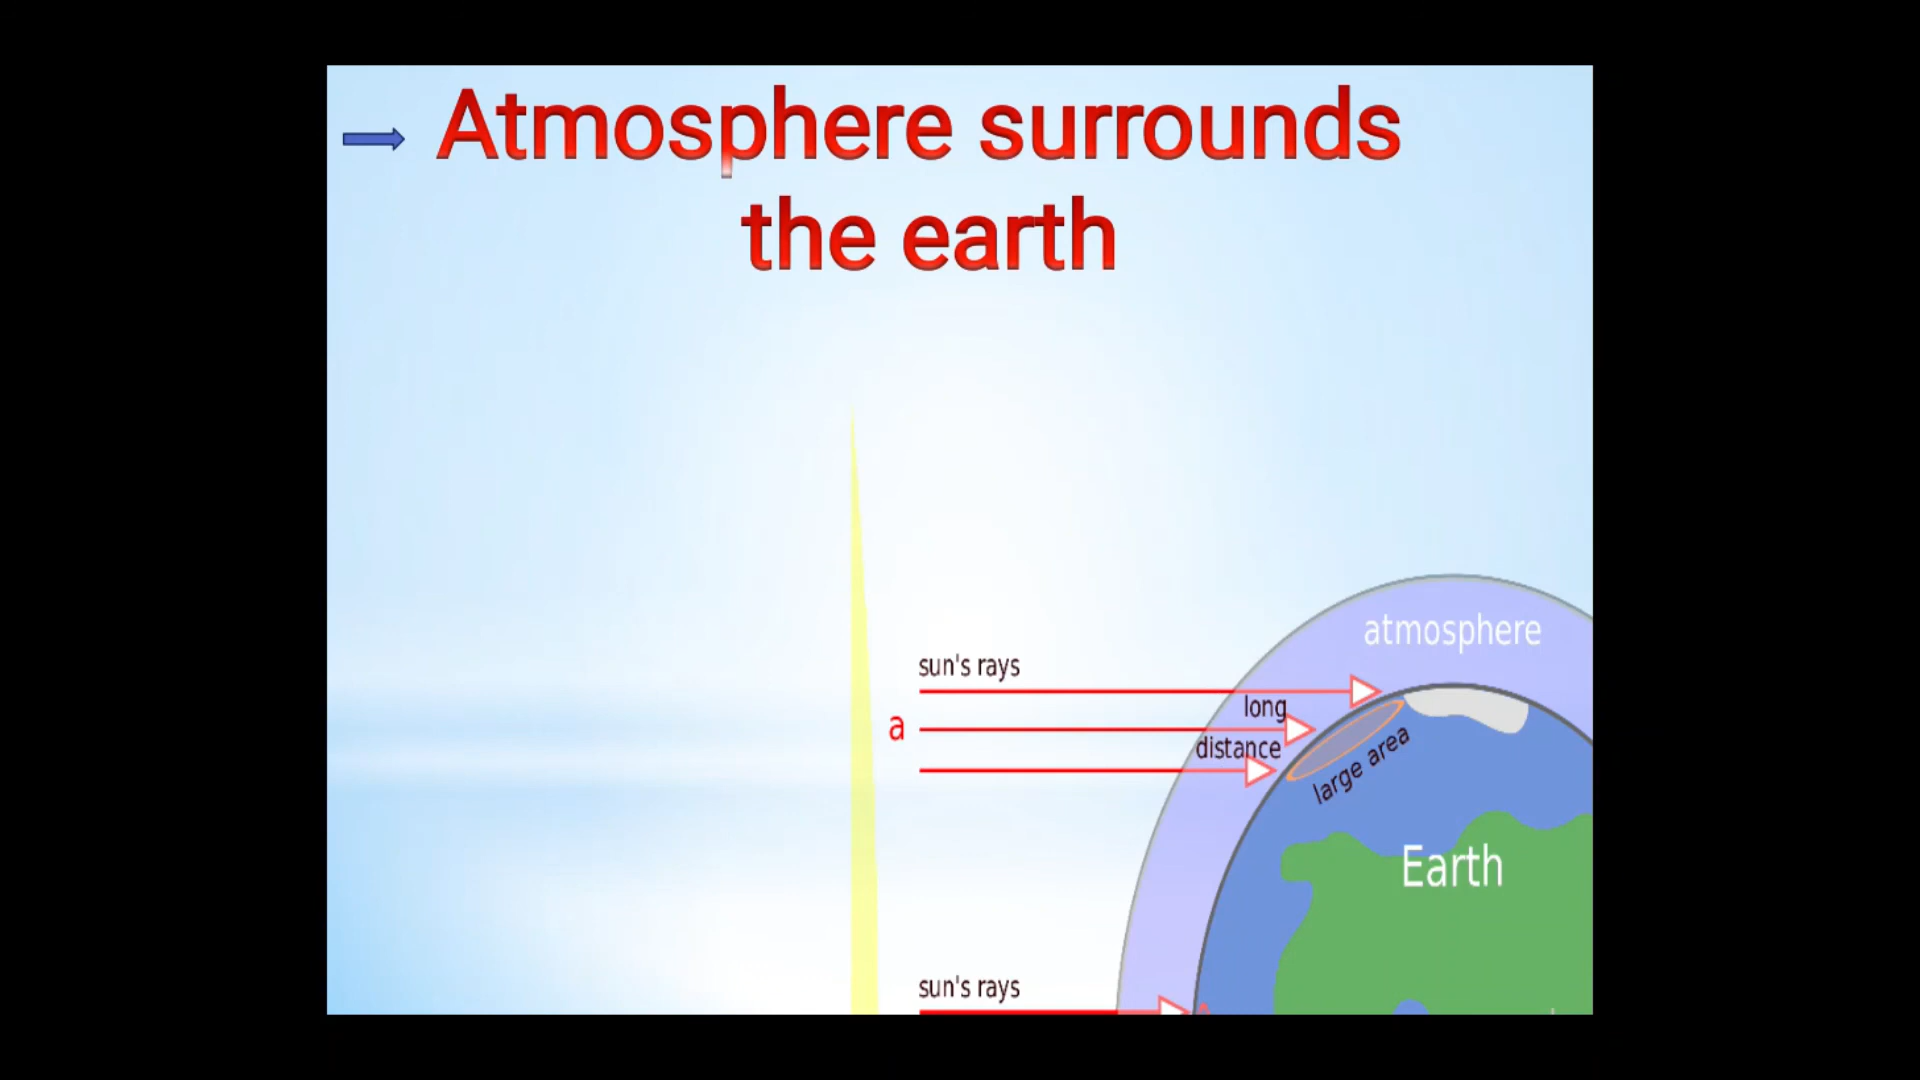 Atmosphere surrounds
the earth
atmosphere
sun's rays
long
a
distance
large area
Earth
sun's rays